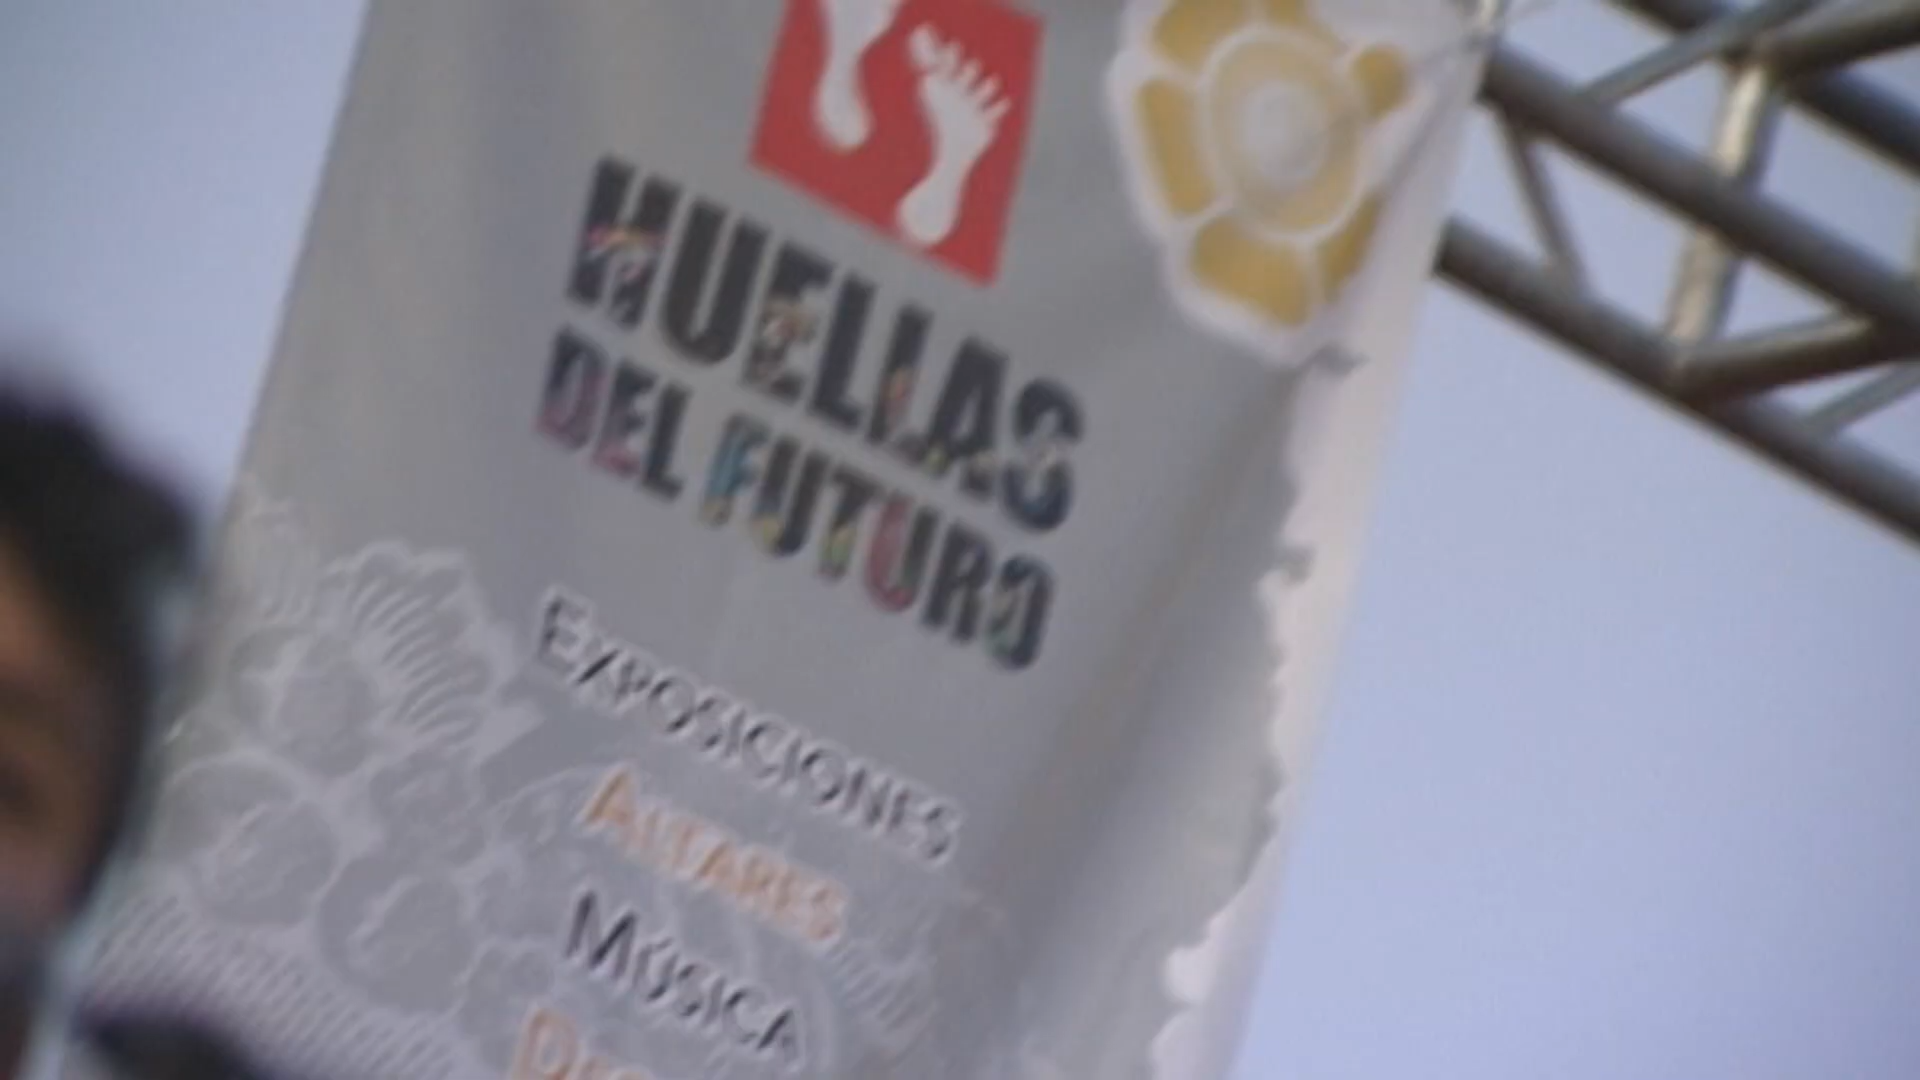 HUELLAS
DEL FUTURO
EXPOSICIONES
ALTARES
MÚSICA